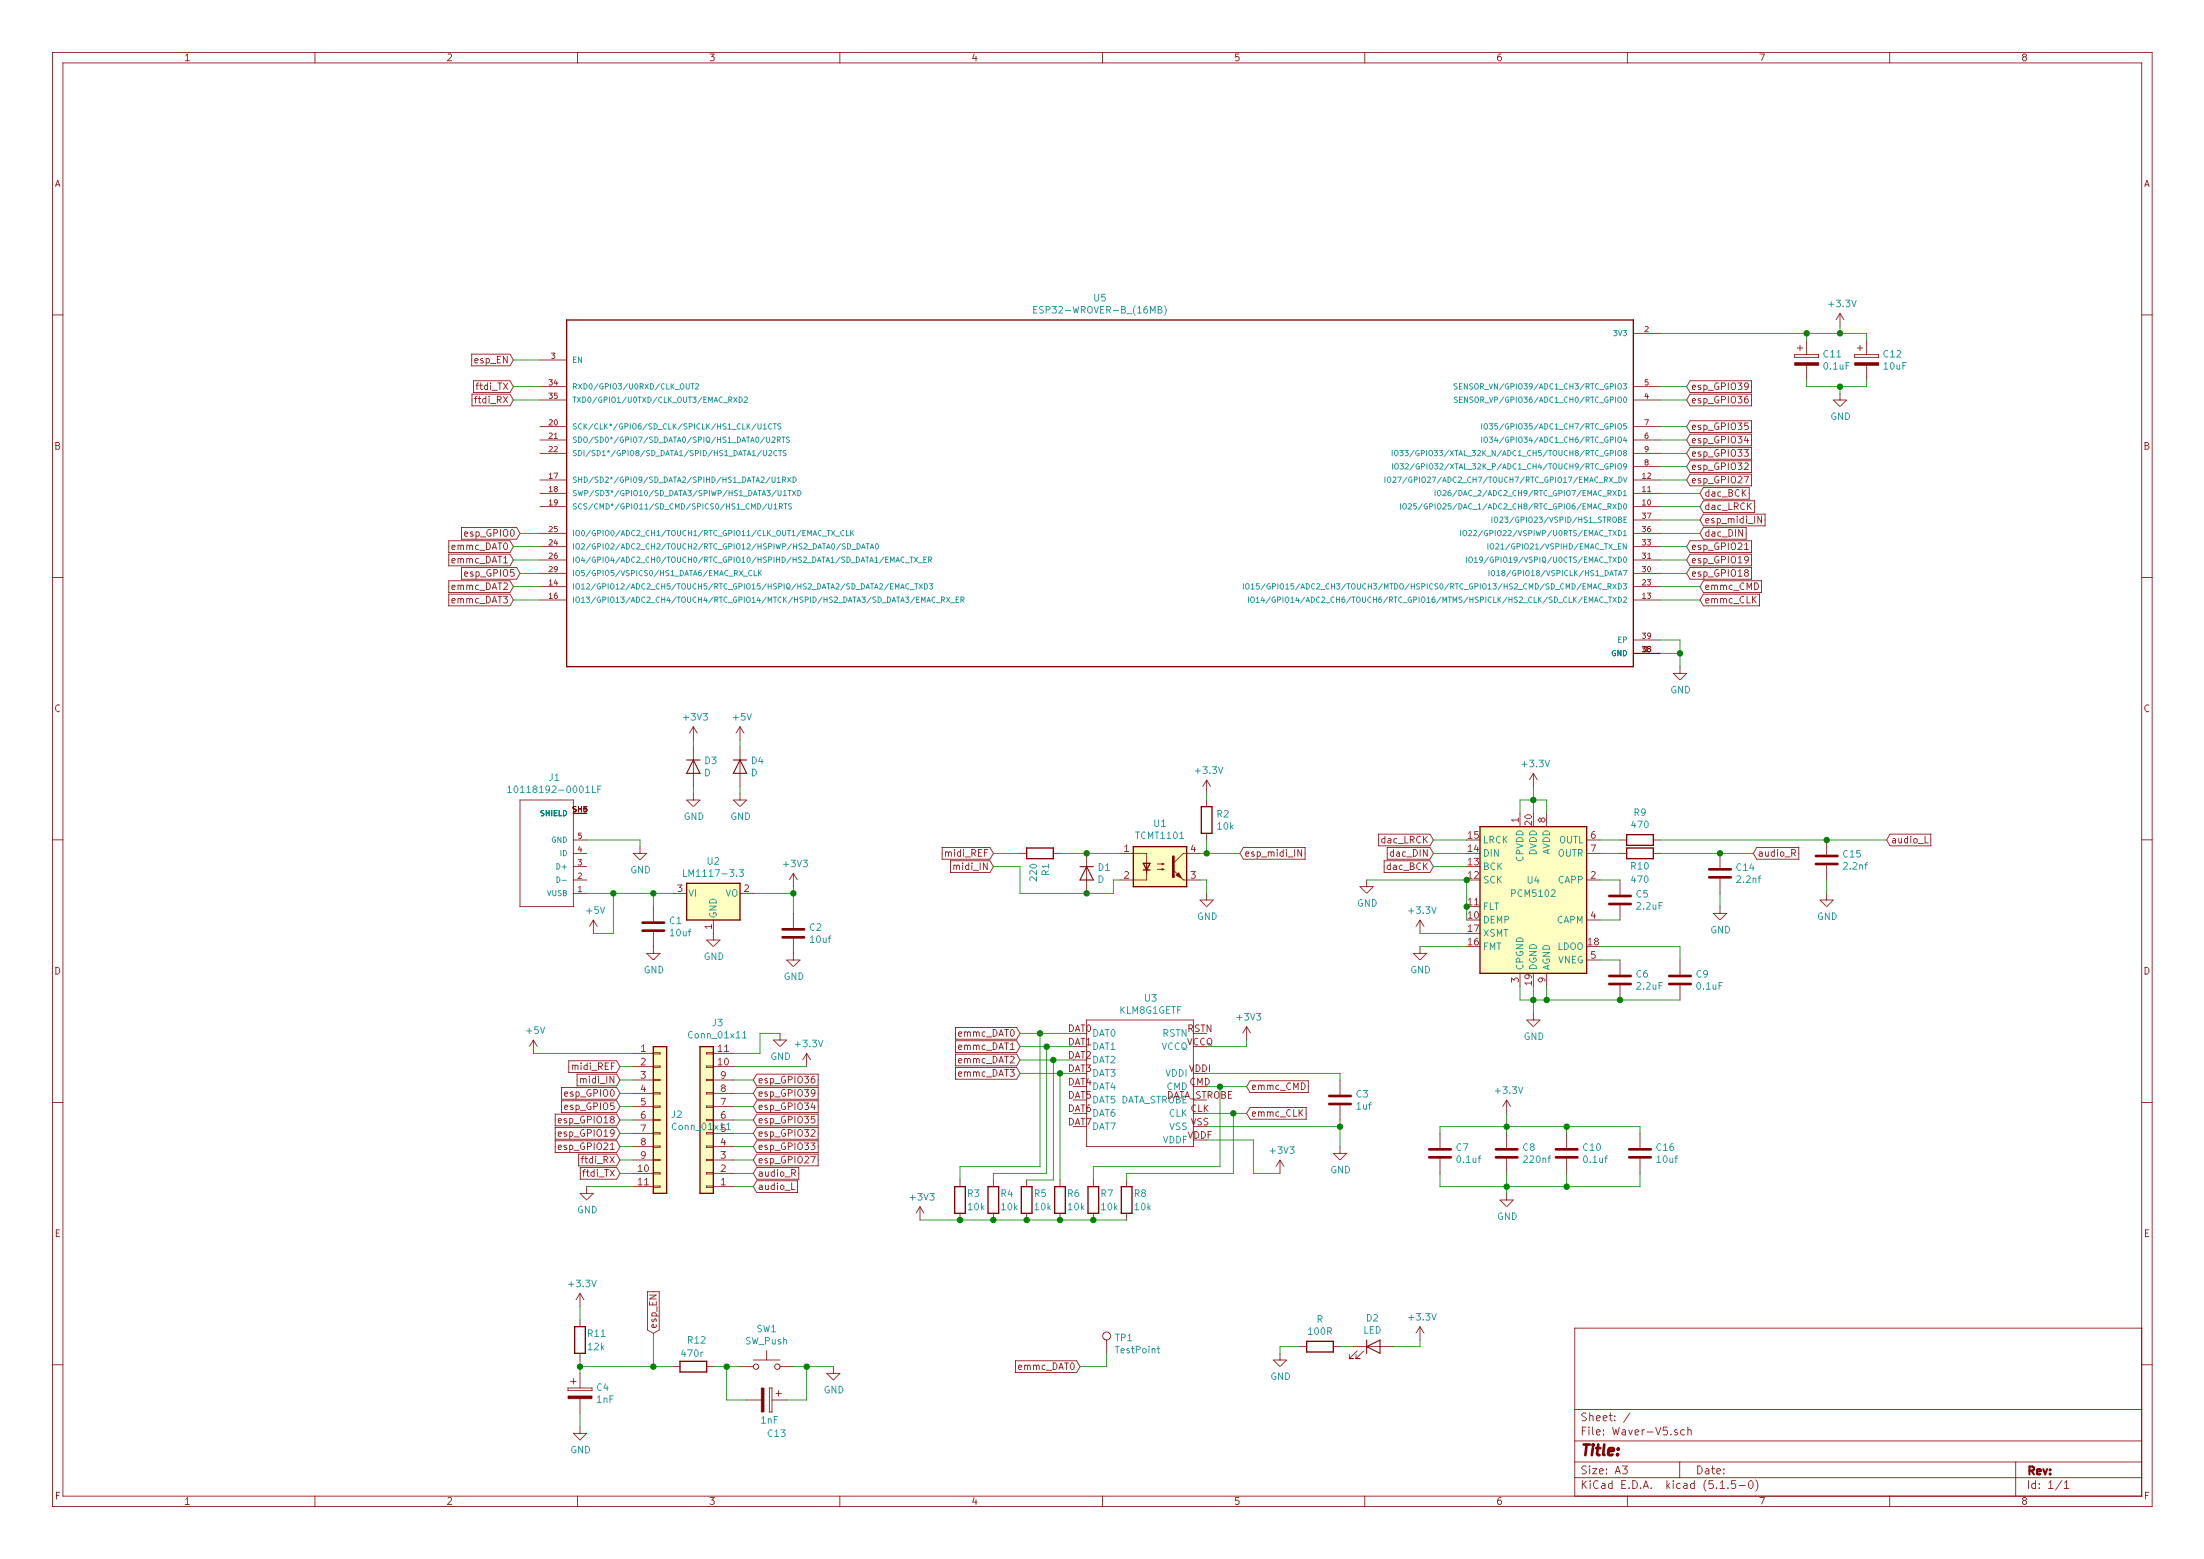 1 2 3 4 5 6 7 8
A A
U5
ESP32-WROVER-B_(16MB)
+3.3V
B B
2 3V3
C11
0.1uF
C12
10uF
GND
esp_EN 3 EN
ftdi_TX 34 RXD0/GPIO3/U0RXD/CLK_OUT2
ftdi_RX 35 TXD0/GPIO1/U0TXD/CLK_OUT3/EMAC_RXD2
20 SCK/CLK*/GPIO6/SD_CLK/SPICLK/HS1_CLK/U1CTS
21 SDO/SD0*/GPIO7/SD_DATA0/SPIQ/HS1_DATA0/U2RTS
22 SDI/SD1*/GPIO8/SD_DATA1/SPID/HS1_DATA1/U2CTS
17 SHD/SD2*/GPIO9/SD_DATA2/SPIHD/HS1_DATA2/U1RXD
18 SWP/SD3*/GPIO10/SD_DATA3/SPIWP/HS1_DATA3/U1TXD
19 SCS/CMD*/GPIO11/SD_CMD/SPICS0/HS1_CMD/U1RTS
esp_GPIO0 25 IO0/GPIO0/ADC2_CH1/TOUCH1/RTC_GPIO11/CLK_OUT1/EMAC_TX_CLK
emmc_DAT0 24 IO2/GPIO2/ADC2_CH2/TOUCH2/RTC_GPIO12/HSPIWP/HS2_DATA0/SD_DATA0
emmc_DAT1 26 IO4/GPIO4/ADC2_CH0/TOUCH0/RTC_GPIO10/HSPIHD/HS2_DATA1/SD_DATA1/EMAC_TX_ER
esp_GPIO5 29 IO5/GPIO5/VSPICS0/HS1_DATA6/EMAC_RX_CLK
emmc_DAT2 14 IO12/GPIO12/ADC2_CH5/TOUCH5/RTC_GPIO15/HSPIQ/HS2_DATA2/SD_DATA2/EMAC_TXD3
emmc_DAT3 16 IO13/GPIO13/ADC2_CH4/TOUCH4/RTC_GPIO14/MTCK/HSPID/HS2_DATA3/SD_DATA3/EMAC_RX_ER
SENSOR_VN/GPIO39/ADC1_CH3/RTC_GPIO3 5 esp_GPIO39
SENSOR_VP/GPIO36/ADC1_CH0/RTC_GPIO0 4 esp_GPIO36
IO35/GPIO35/ADC1_CH7/RTC_GPIO5 7 esp_GPIO35
IO34/GPIO34/ADC1_CH6/RTC_GPIO4 6 esp_GPIO34
IO33/GPIO33/XTAL_32K_N/ADC1_CH5/TOUCH8/RTC_GPIO8 9 esp_GPIO33
IO32/GPIO32/XTAL_32K_P/ADC1_CH4/TOUCH9/RTC_GPIO9 8 esp_GPIO32
IO27/GPIO27/ADC2_CH7/TOUCH7/RTC_GPIO17/EMAC_RX_DV 12 esp_GPIO27
IO26/DAC_2/ADC2_CH9/RTC_GPIO7/EMAC_RXD1 11 dac_BCK
IO25/GPIO25/DAC_1/ADC2_CH8/RTC_GPIO6/EMAC_RXD0 10 dac_LRCK
IO23/GPIO23/VSPID/HS1_STROBE 37 esp_midi_IN
IO22/GPIO22/VSPIWP/U0RTS/EMAC_TXD1 36 dac_DIN
IO21/GPIO21/VSPIHD/EMAC_TX_EN 33 esp_GPIO21
IO19/GPIO19/VSPIQ/U0CTS/EMAC_TXD0 31 esp_GPIO19
IO18/GPIO18/VSPICLK/HS1_DATA7 30 esp_GPIO18
IO15/GPIO15/ADC2_CH3/TOUCH3/MTDO/HSPICS0/RTC_GPIO13/HS2_CMD/SD_CMD/EMAC_RXD3 23 emmc_CMD
IO14/GPIO14/ADC2_CH6/TOUCH6/RTC_GPIO16/MTMS/HSPICLK/HS2_CLK/SD_CLK/EMAC_TXD2 13 emmc_CLK
EP 39
GND 38
GND
C C
+3V3 +5V
D3
D
D4
D
GND GND
J1
10118192-0001LF
SHIELD
GND 5
ID 4
D+ 3
D- 2
VUSB 1
GND
+5V
C1
10uf
GND
U2
LM1117-3.3
3 VI VO 2
GND 1
GND
+3V3
C2
10uf
GND
midi_REF
midi_IN
220
R1
D1
D
U1
TCMT1101
1 4
2 3
+3.3V
R2
10k
esp_midi_IN
GND
+3.3V
1 20 8
CPVDD DVDD AVDD
dac_LRCK 15 LRCK
dac_DIN 14 DIN
dac_BCK 13 BCK
12 SCK
GND
11 FLT
10 DEMP
+3.3V 17 XSMT
16 FMT
GND
U4
PCM5102
OUTL 6
OUTR 7
CAPP 2
CAPM 4
LDOO 18
VNEG 5
CPGND DGND AGND
3 19 9
GND
R9
470
R10
470
audio_L
audio_R
C14
2.2nf
GND
C15
2.2nf
GND
C5
2.2uF
C6
2.2uF
C9
0.1uF
D D
+5V
J3
Conn_01x11
GND
+3.3V
1
midi_REF 2
midi_IN 3
esp_GPIO0 4
esp_GPIO5 5
esp_GPIO18 6
esp_GPIO19 7
esp_GPIO21 8
ftdi_RX 9
ftdi_TX 10
11
GND
J2
Conn_01x11
11
10
9 esp_GPIO36
8 esp_GPIO39
7 esp_GPIO34
6 esp_GPIO35
5 esp_GPIO32
4 esp_GPIO33
3 esp_GPIO27
2 audio_R
1 audio_L
U3
KLM8G1GETF
emmc_DAT0 DAT0 DAT0
emmc_DAT1 DAT1 DAT1
emmc_DAT2 DAT2 DAT2
emmc_DAT3 DAT3 DAT3
DAT4 DAT4
DAT5 DAT5
DAT6 DAT6
DAT7 DAT7
RSTN RSTN
VCCQ VCCQ
VDDI VDDI
CMD CMD emmc_CMD
DATA_STROBE DATA_STROBE
CLK CLK emmc_CLK
VSS VSS
VDDF VDDF
+3V3
C3
1uf
GND
+3V3
+3V3
R3
10k
R4
10k
R5
10k
R6
10k
R7
10k
R8
10k
+3.3V
C7
0.1uF
C8
220nf
C10
0.1uF
C16
10uf
GND
E E
+3.3V
R11
12k
esp_EN
C4
1nF
GND
R12
470r
SW1
SW_Push
1nF
C13
GND
TP1
TestPoint
emmc_DAT0
R
100R
D2
LED
+3.3V
GND
Sheet: /
File: Waver-V5.sch
Title:
Size: A3 Date: Rev:
KiCad E.D.A. kicad (5.1.5-0) Id: 1/1
F F
1 2 3 4 5 6 7 8